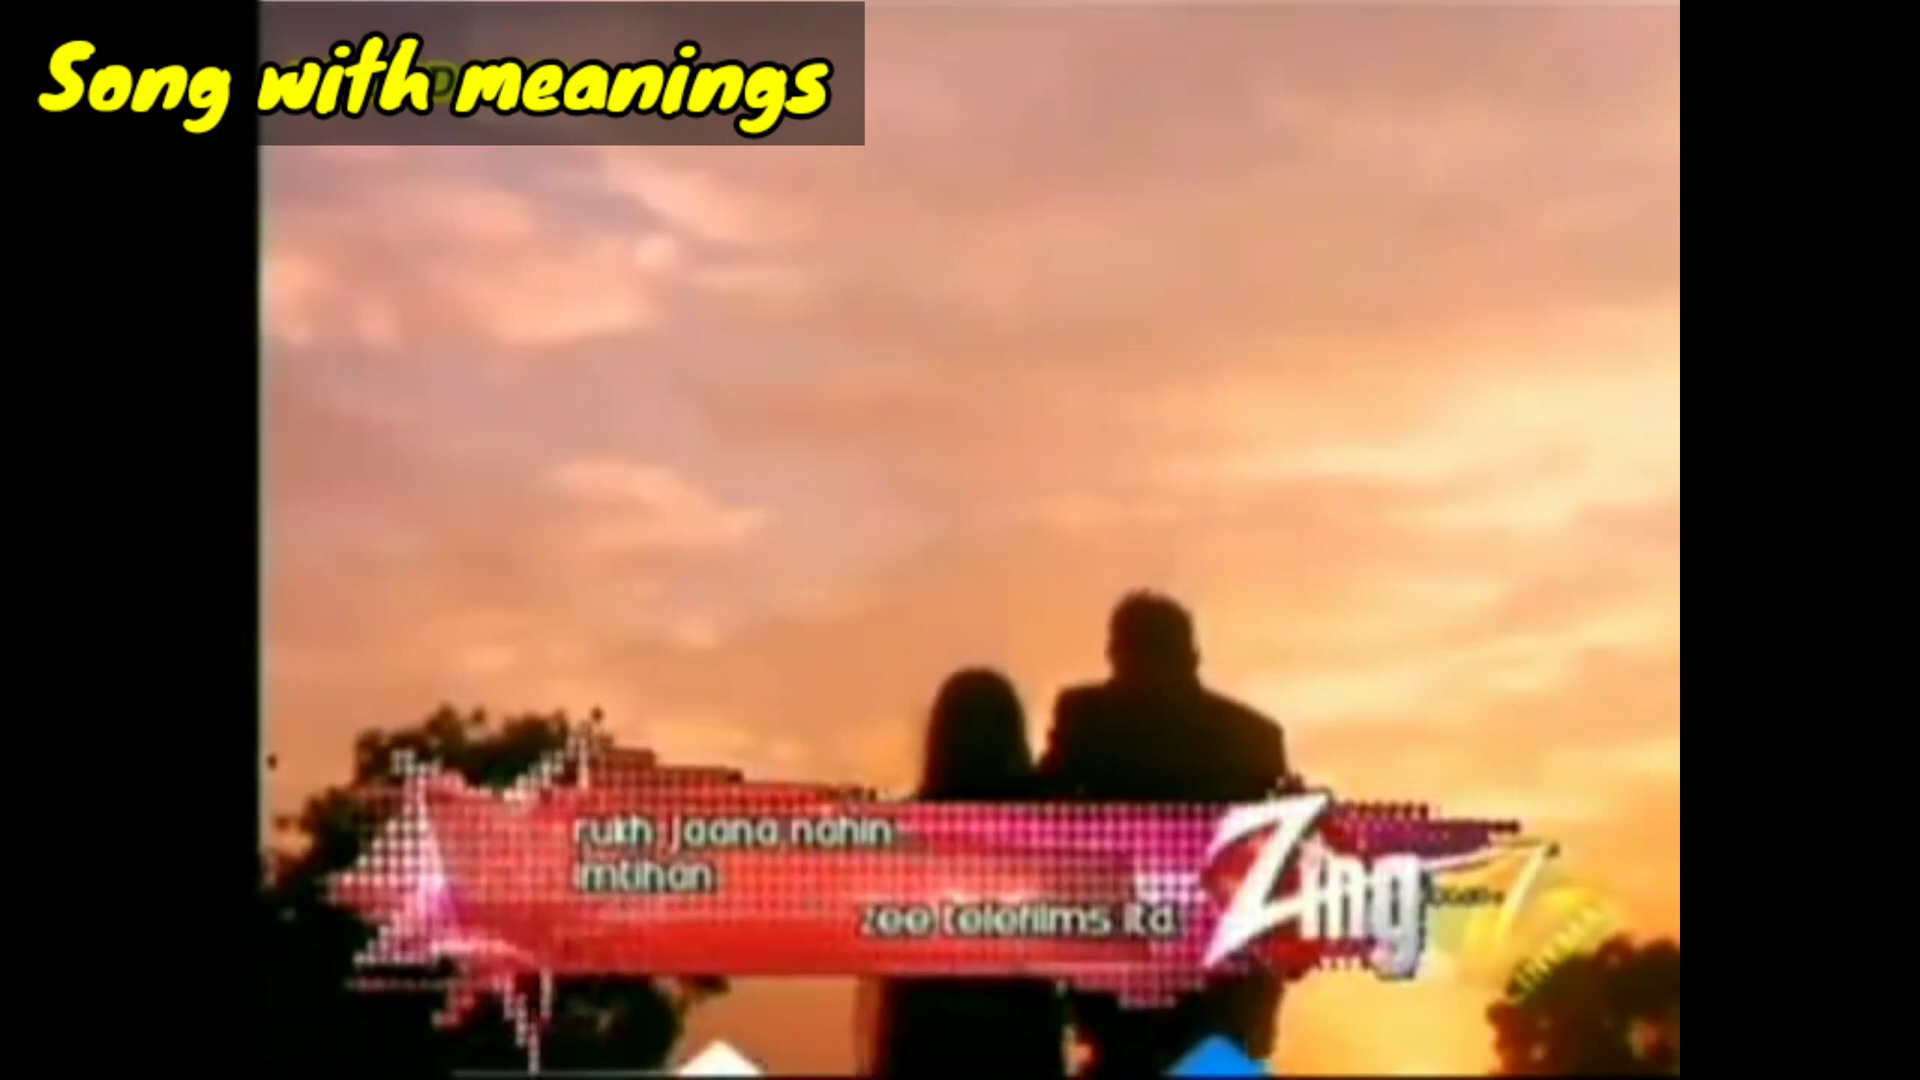 Song with meanings
rukh jaana nahin
imtihan
zee telefilms ltd.
Zing